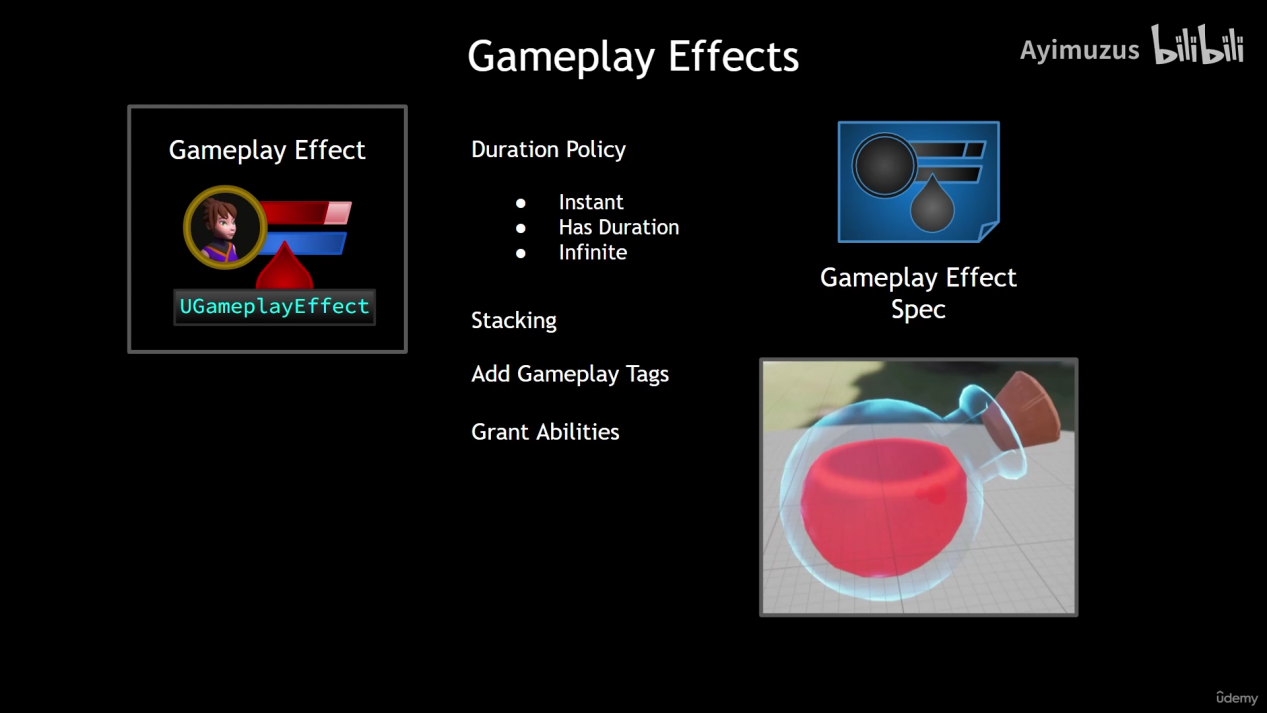 Gameplay Effects
Ayimuzus bilibili
Gameplay Effect
UGameplayEffect
Duration Policy
● Instant
● Has Duration
● Infinite
Stacking
Add Gameplay Tags
Grant Abilities
Gameplay Effect
Spec
ûdemy